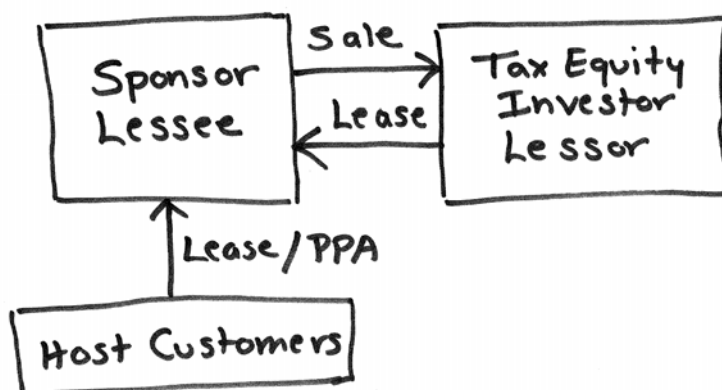 Sponsor
Lessee
Sale
Lease
Tax Equity
Investor
Lessor
Lease/PPA
Host Customers